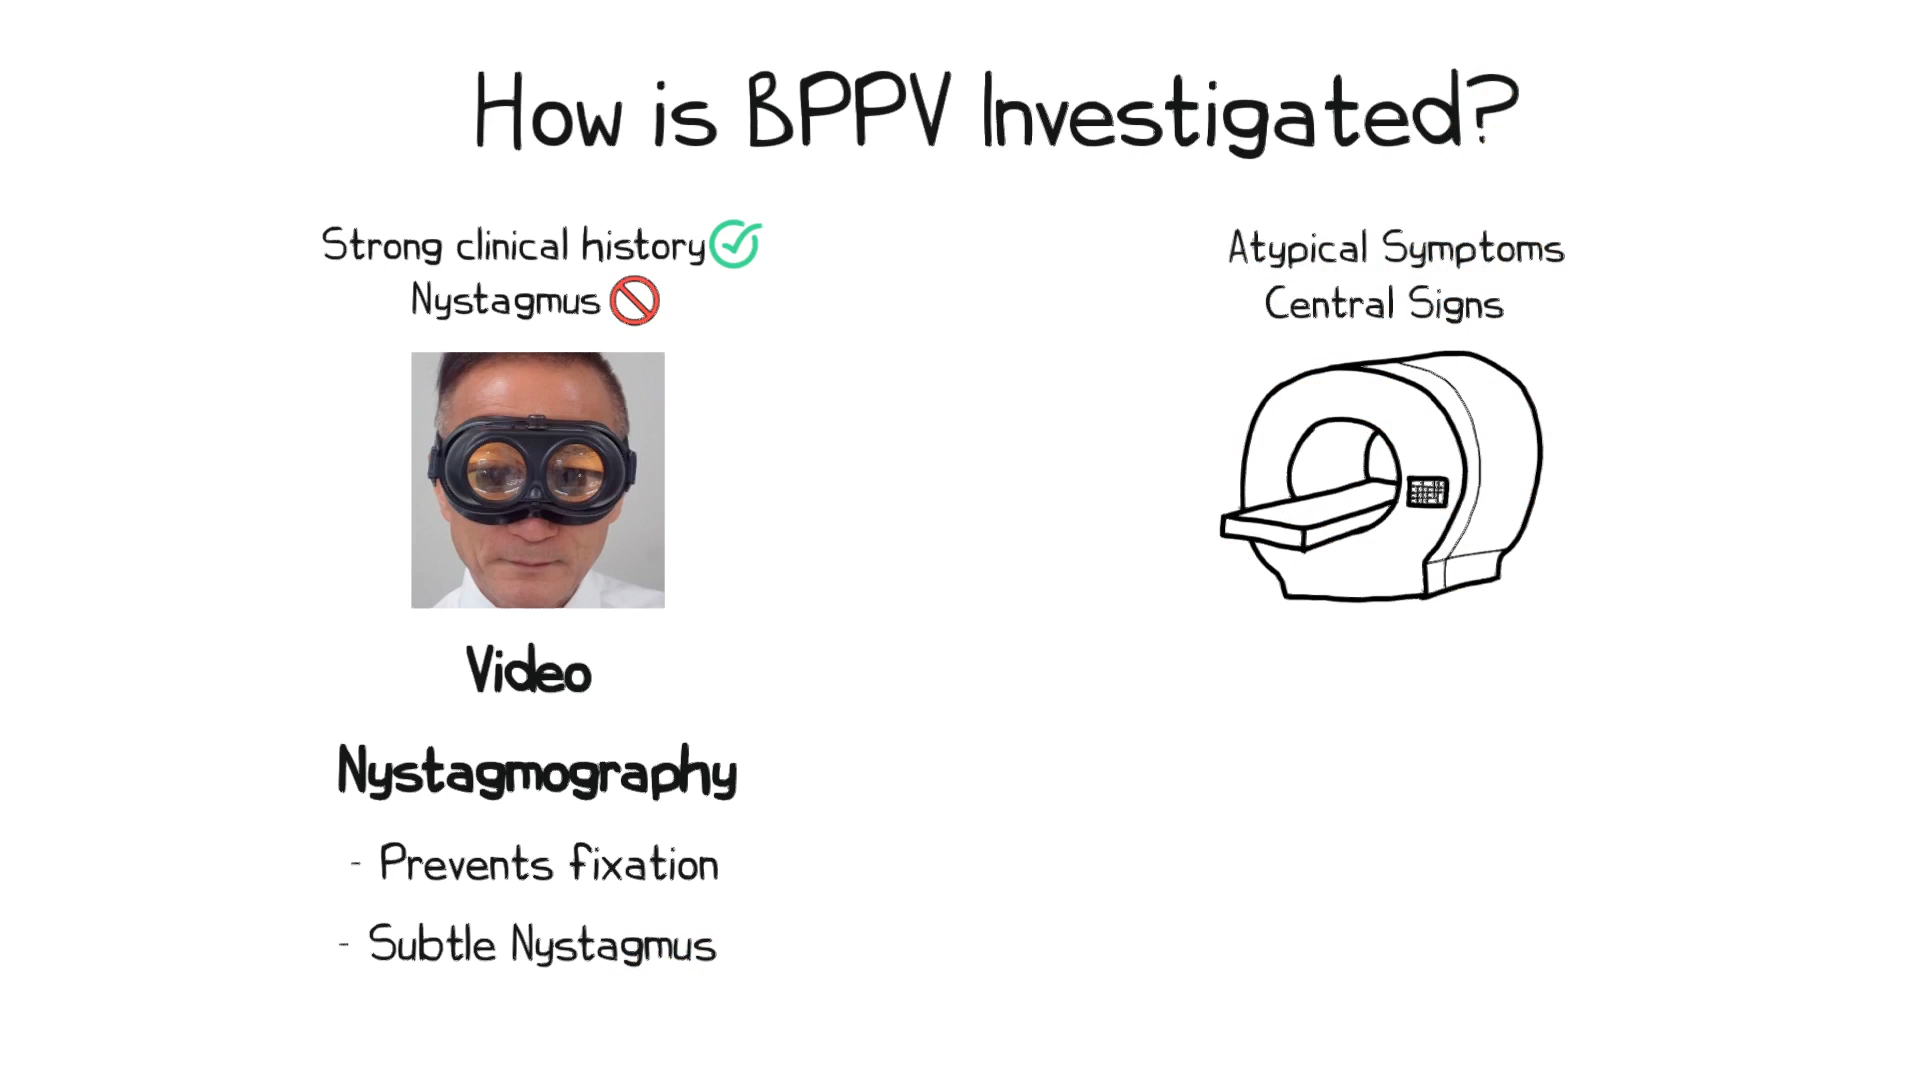 How is BPPV Investigated?
Strong clinical history
Nystagmus
Video
Nystagmography
- Prevents fixation
- Subtle Nystagmus
Atypical Symptoms
Central Signs